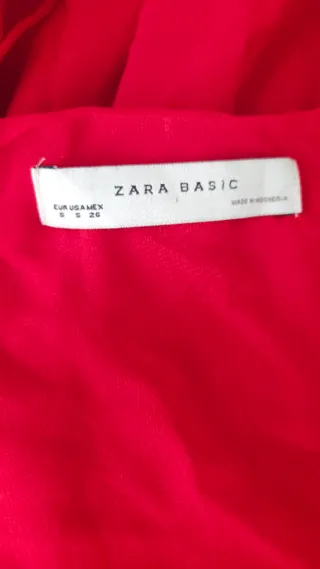 ZARA BASIC
EUR USA MEX
S S 26
MADE IN INDONESIA